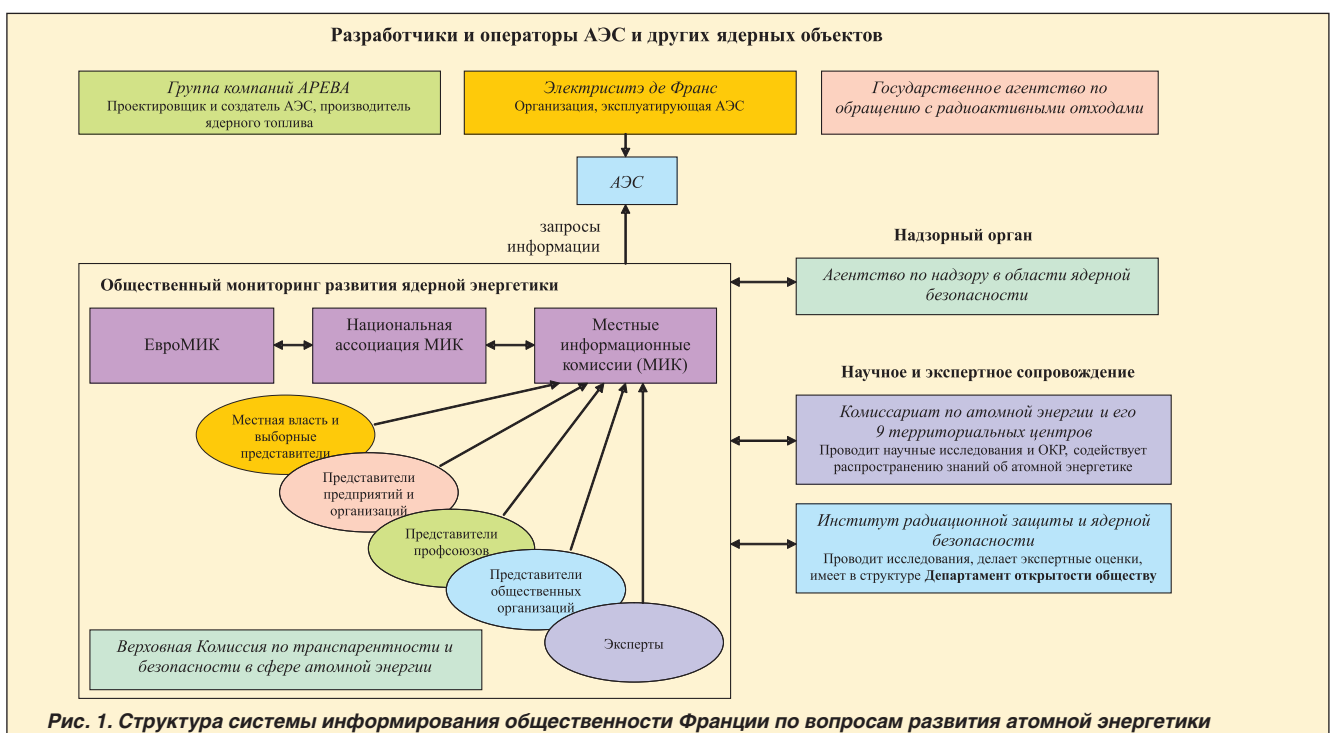 Разработчики и операторы АЭС и других ядерных объектов
Группа компаний АРЕВА
Проектировщик и создатель АЭС, производитель
ядерного топлива
Электриситэ де Франс
Организация, эксплуатирующая АЭС
Государственное агентство по
обращению с радиоактивными отходами
АЭС
запросы
информации
Надзорный орган
Агентство по надзору в области ядерной
безопасности
Общественный мониторинг развития ядерной энергетики
ЕвроМИК
Национальная
ассоциация МИК
Местные
информационные
комиссии (МИК)
Научное и экспертное сопровождение
Комиссариат по атомной энергии и его
9 территориальных центров
Проводит научные исследования и ОКР, содействует
распространению знаний об атомной энергетике
Местная власть и
выборные
представители
Представители
предприятий и
организаций
Представители
профсоюзов
Представители
общественных
организаций
Эксперты
Институт радиационной защиты и ядерной
безопасности
Проводит исследования, делает экспертные оценки,
имеет в структуре Департамент открытости обществу
Верховная Комиссия по транспарентности и
безопасности в сфере атомной энергии
Рис. 1. Структура системы информирования общественности Франции по вопросам развития атомной энергетики